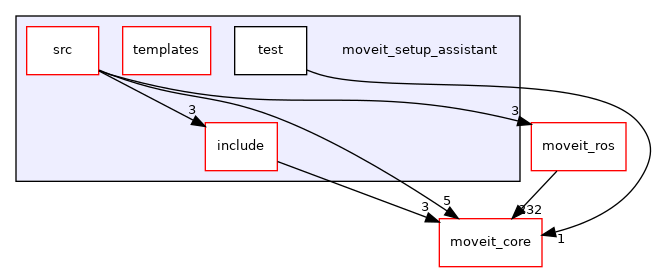 src
templates
test
moveit_setup_assistant
3
3
include
moveit_ros
5
3
332
1
moveit_core